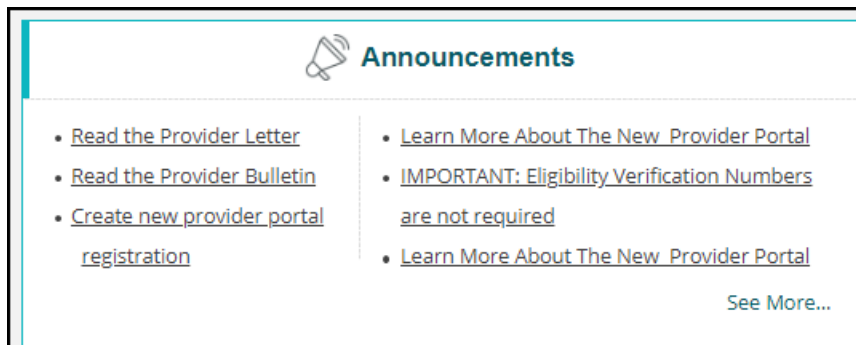 Announcements
• Read the Provider Letter
• Read the Provider Bulletin
• Create new provider portal
registration
• Learn More About The New Provider Portal
• IMPORTANT: Eligibility Verification Numbers
are not required
• Learn More About The New Provider Portal
See More...